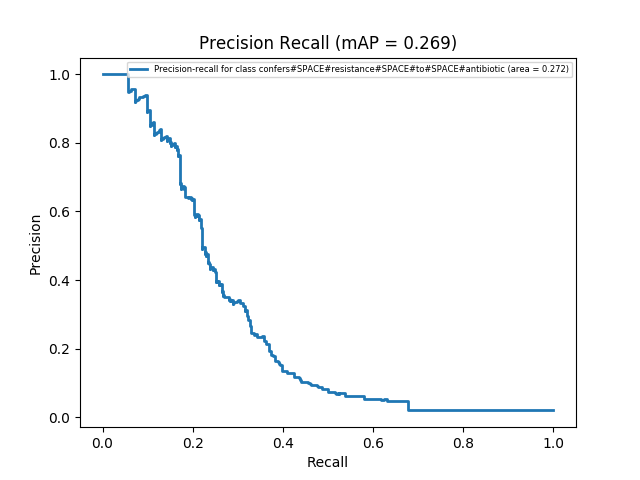 Precision Recall (mAP = 0.269)
Precision-recall for class confers#SPACE#resistance#SPACE#to#SPACE#antibiotic (area = 0.272)
1.0
0.8
0.6
0.4
0.2
0.0
Precision
0.0 0.2 0.4 0.6 0.8 1.0
Recall